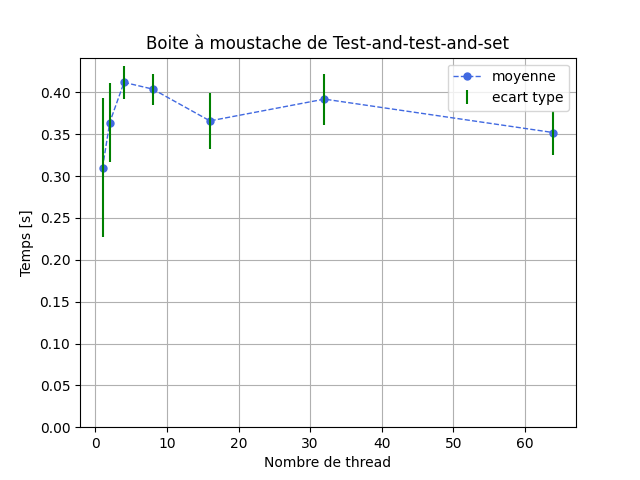 Boite à moustache de Test-and-test-and-set
moyenne
ecart type
Temps [s]
0.40
0.35
0.30
0.25
0.20
0.15
0.10
0.05
0.00
0 10 20 30 40 50 60
Nombre de thread